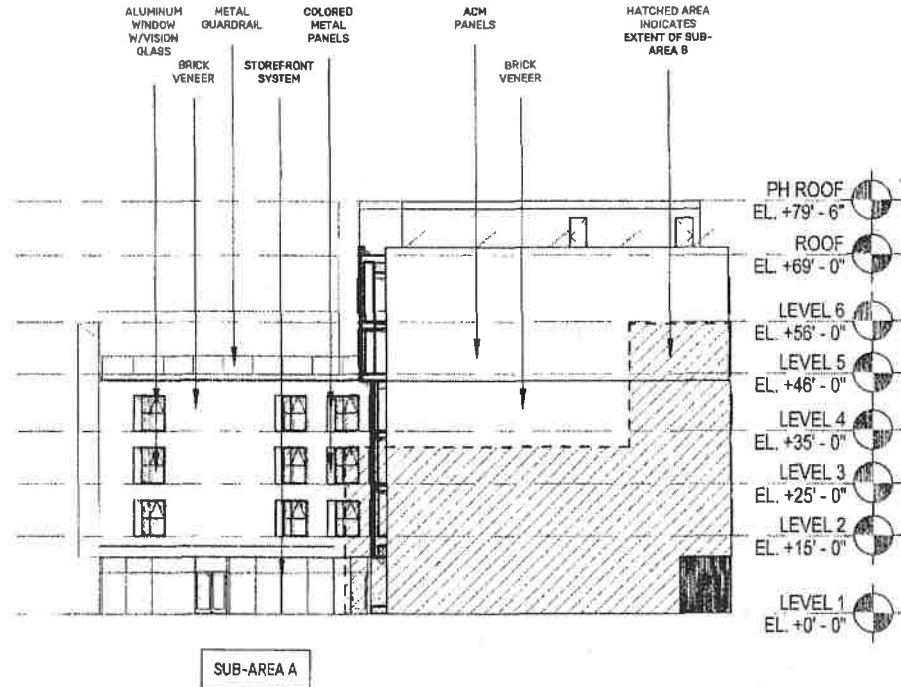 ALUMINUM
WINDOW
W/VISION
GLASS
BRICK
VENEER
METAL
GUARDRAIL
STOREFRONT
SYSTEM
COLORED
METAL
PANELS
ACM
PANELS
BRICK
VENEER
HATCHED AREA
INDICATES
EXTENT OF SUB-
AREA B
PH ROOF
EL. +79' - 6"
ROOF
EL. +69' - 0"
LEVEL 6
EL. +56' - 0"
LEVEL 5
EL. +46' - 0"
LEVEL 4
EL. +35' - 0"
LEVEL 3
EL. +25' - 0"
LEVEL 2
EL. +15' - 0"
LEVEL 1
EL. +0' - 0"
SUB-AREA A